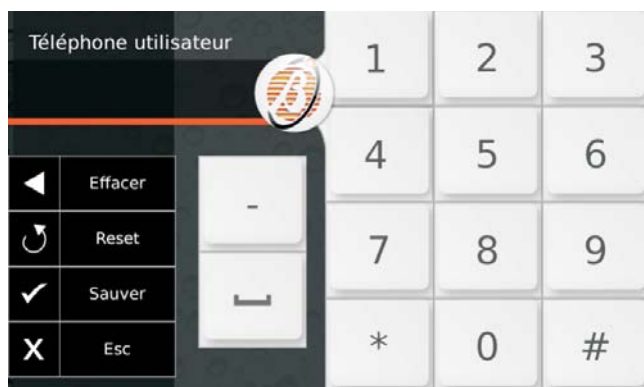 Téléphone utilisateur
1 2 3
4 5 6
7 8 9
* 0 #
-
Effacer
Reset
Sauver
X Esc